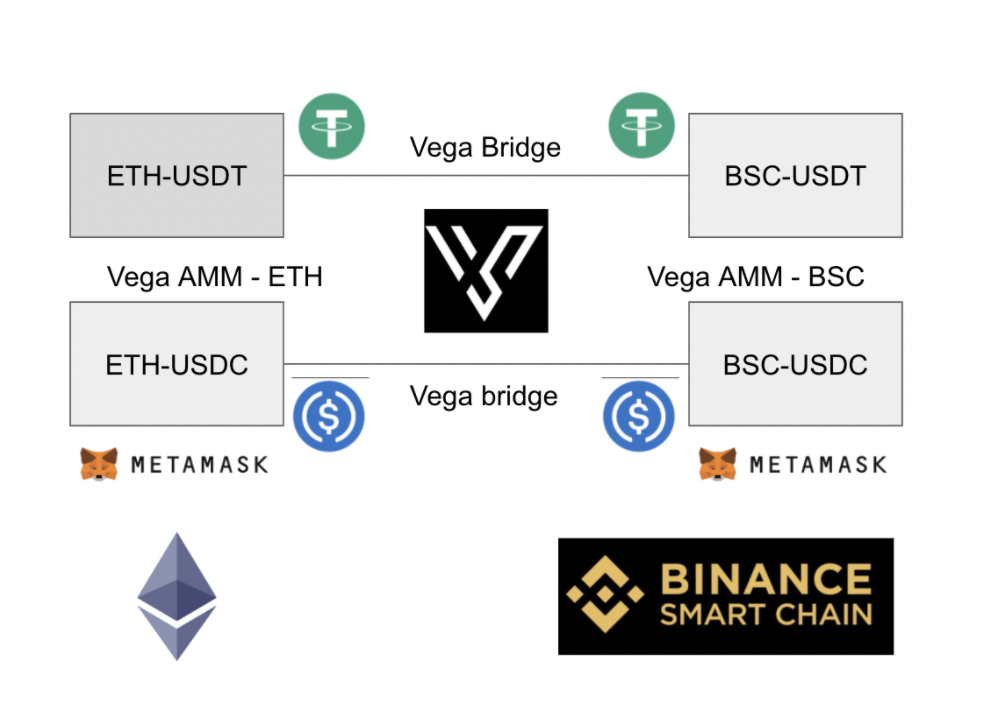 Vega Bridge
ETH-USDT
BSC-USDT
Vega AMM - ETH
Vega AMM - BSC
ETH-USDC
BSC-USDC
Vega bridge
METAMASK
METAMASK
BINANCE
SMART CHAIN